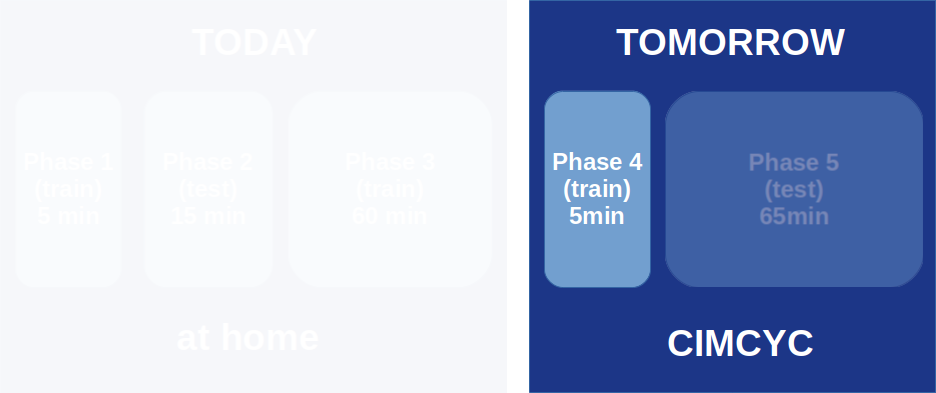 TODAY
Phase 1
(train)
5 min
Phase 2
(test)
15 min
Phase 3
(train)
60 min
at home
TOMORROW
Phase 4
(train)
5min
Phase 5
(test)
65min
CIMCYC